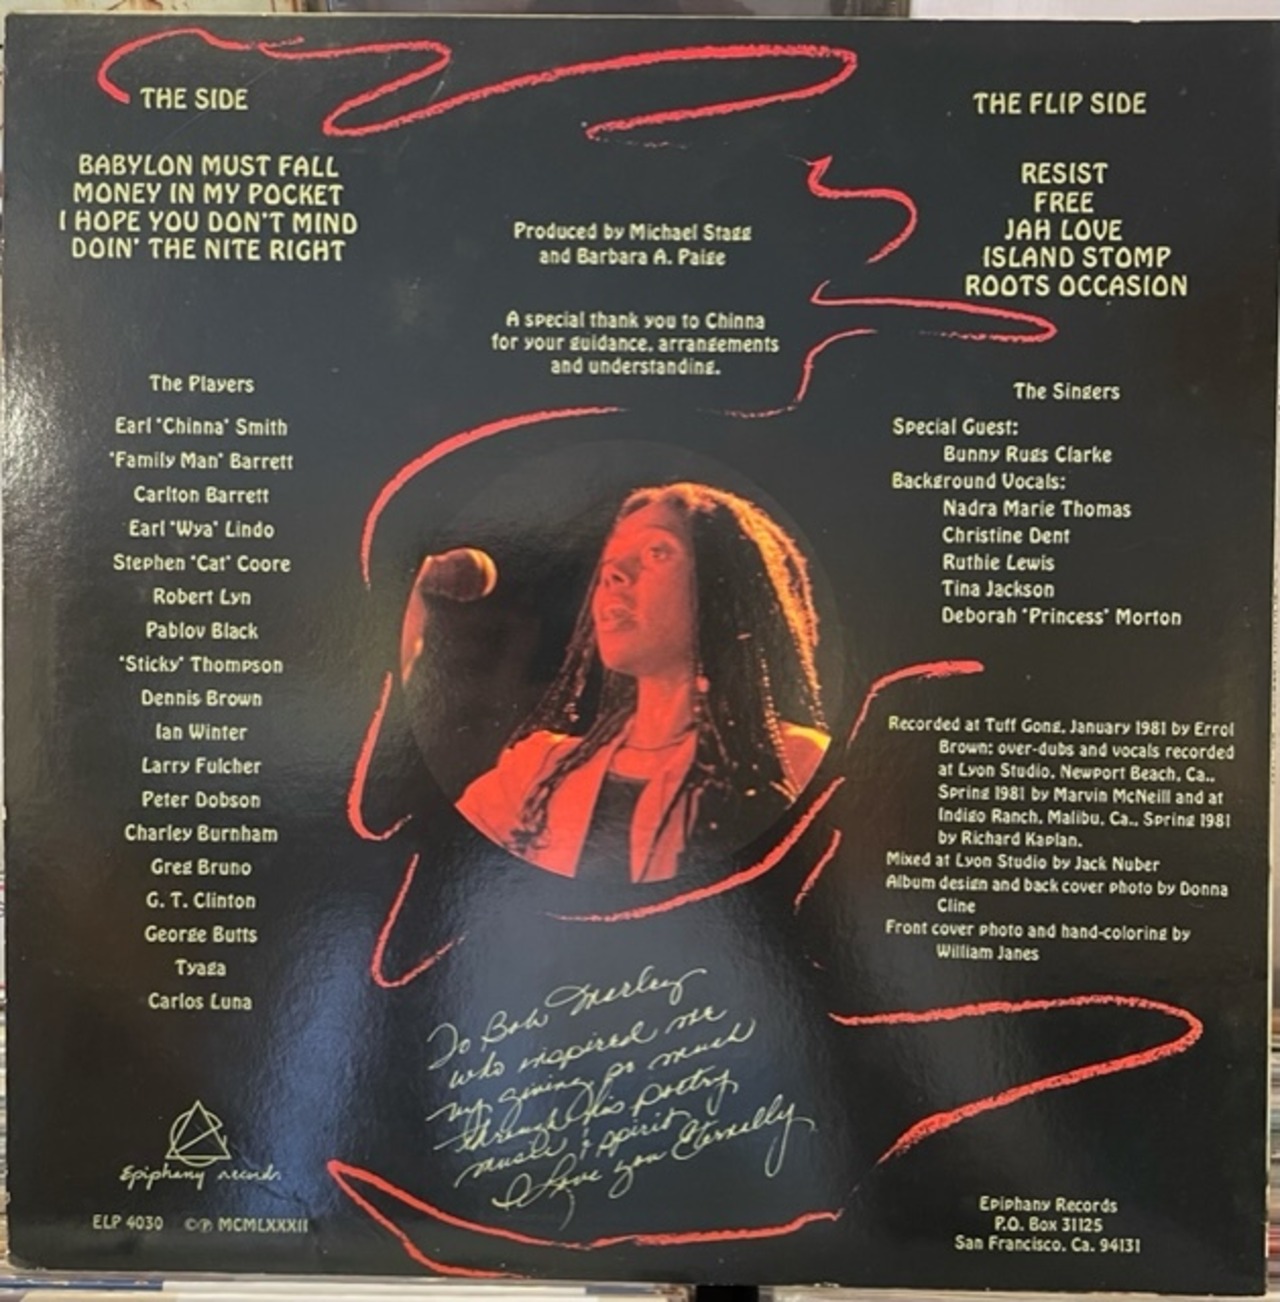 THE SIDE
BABYLON MUST FALL
MONEY IN MY POCKET
I HOPE YOU DON'T MIND
DOIN' THE NITE RIGHT
The Players
Earl "Chinna" Smith
"Family Man" Barrett
Carlton Barrett
Earl "Wya" Lindo
Stephen "Cat" Coore
Robert Lyn
Pablov Black
"Sticky" Thompson
Dennis Brown
Ian Winter
Larry Fulcher
Peter Dobson
Charley Burnham
Greg Bruno
G. T. Clinton
George Butts
Tyaga
Carlos Luna
Epiphany records
ELP 4030 ©℗ MCMLXXXII
Produced by Michael Stagg
and Barbara A. Paige
A special thank you to Chinna
for your guidance, arrangements
and understanding.
To Bob Marley
who inspired me
by giving so much
through his poetry,
music & spirit
I Love you Eternally
THE FLIP SIDE
RESIST
FREE
JAH LOVE
ISLAND STOMP
ROOTS OCCASION
The Singers
Special Guest:
Bunny Rugs Clarke
Background Vocals:
Nadra Marie Thomas
Christine Dent
Ruthie Lewis
Tina Jackson
Deborah "Princess" Morton
Recorded at Tuff Gong, January 1981 by Errol
Brown; over-dubs and vocals recorded
at Lyon Studio, Newport Beach, Ca.,
Spring 1981 by Marvin McNeill and at
Indigo Ranch, Malibu, Ca., Spring 1981
by Richard Kaplan.
Mixed at Lyon Studio by Jack Nuber
Album design and back cover photo by Donna
Cline
Front cover photo and hand-coloring by
William Janes
Epiphany Records
P.O. Box 31125
San Francisco, Ca. 94131